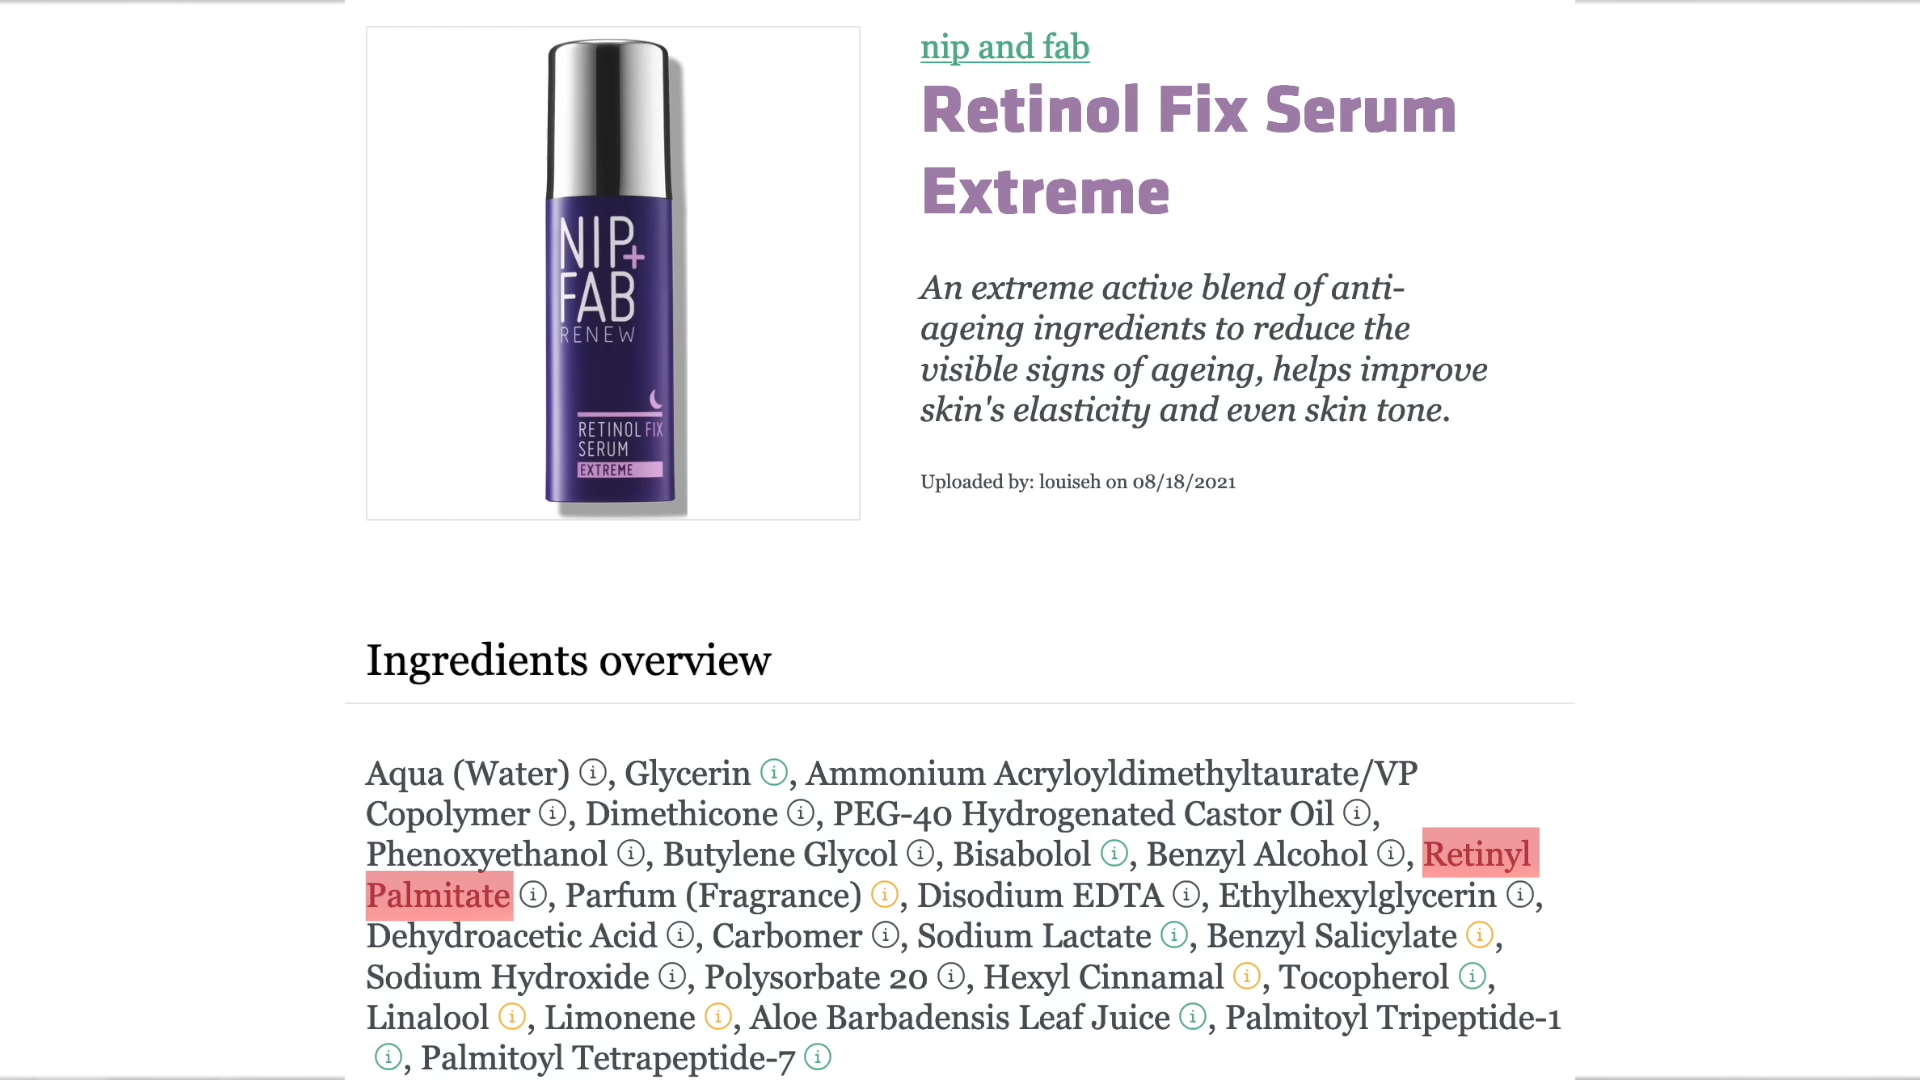 NIP+
FAB
RENEW
RETINOL FIX
SERUM
EXTREME
nip and fab
Retinol Fix Serum
Extreme
An extreme active blend of anti-
ageing ingredients to reduce the
visible signs of ageing, helps improve
skin's elasticity and even skin tone.
Uploaded by: louiseh on 08/18/2021
Ingredients overview
Aqua (Water) ⓘ, Glycerin ⓘ, Ammonium Acryloyldimethyltaurate/VP
Copolymer ⓘ, Dimethicone ⓘ, PEG-40 Hydrogenated Castor Oil ⓘ,
Phenoxyethanol ⓘ, Butylene Glycol ⓘ, Bisabolol ⓘ, Benzyl Alcohol ⓘ, Retinyl
Palmitate ⓘ, Parfum (Fragrance) ⓘ, Disodium EDTA ⓘ, Ethylhexylglycerin ⓘ,
Dehydroacetic Acid ⓘ, Carbomer ⓘ, Sodium Lactate ⓘ, Benzyl Salicylate ⓘ,
Sodium Hydroxide ⓘ, Polysorbate 20 ⓘ, Hexyl Cinnamal ⓘ, Tocopherol ⓘ,
Linalool ⓘ, Limonene ⓘ, Aloe Barbadensis Leaf Juice ⓘ, Palmitoyl Tripeptide-1
ⓘ, Palmitoyl Tetrapeptide-7 ⓘ